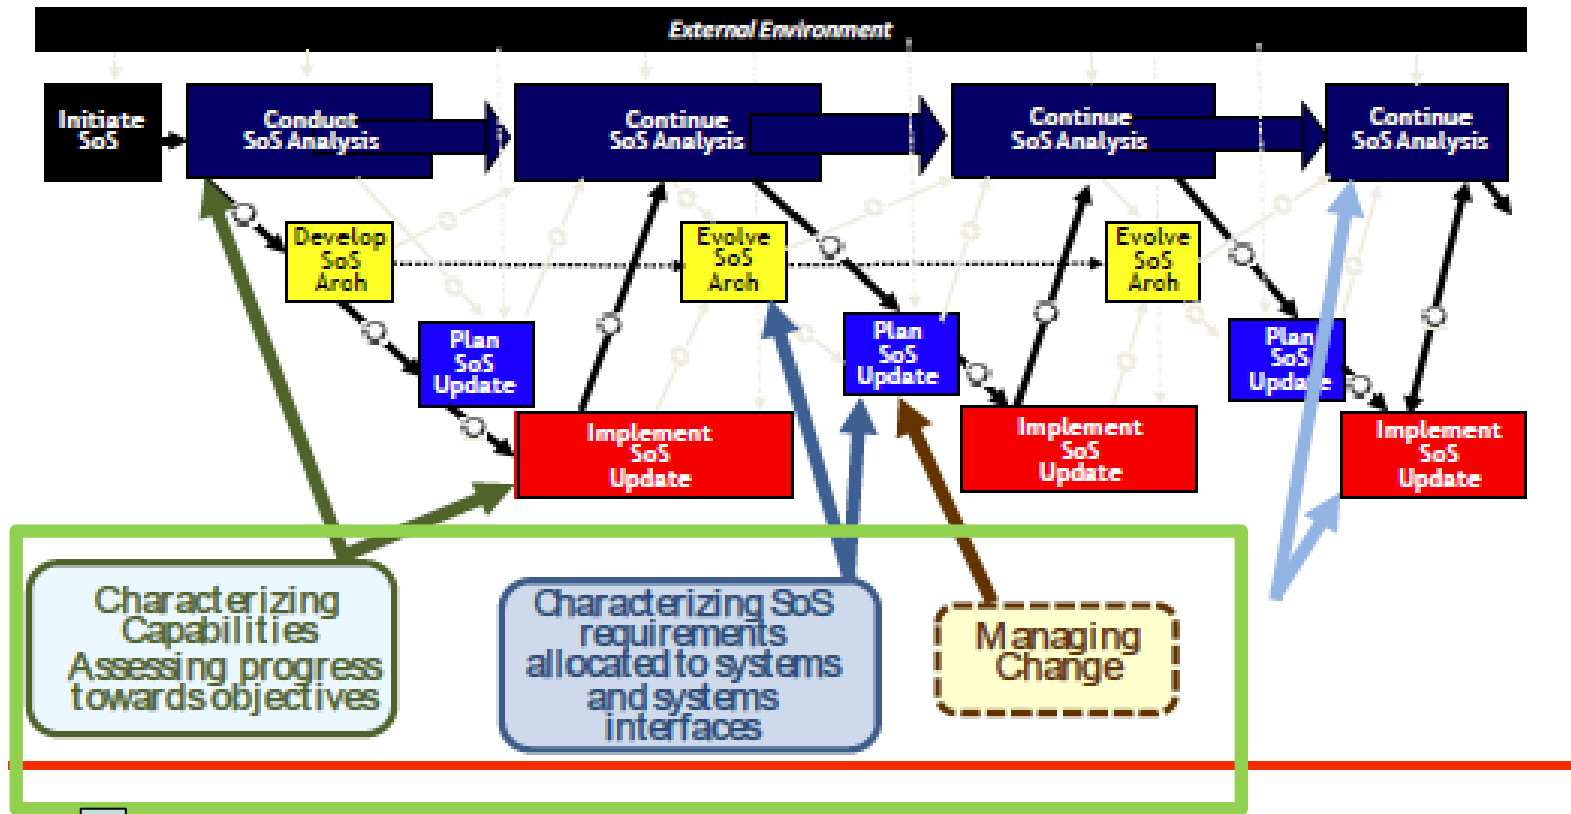 External Environment
Initiate
SoS
Conduct
SoS Analysis
Continue
SoS Analysis
Continue
SoS Analysis
Continue
SoS Analysis
Develop
SoS
Arch
Evolve
SoS
Arch
Evolve
SoS
Arch
Plan
SoS
Update
Plan
SoS
Update
Plan
SoS
Update
Implement
SoS
Update
Implement
SoS
Update
Implement
SoS
Update
Characterizing
Capabilities
Assessing progress
towards objectives
Characterizing SoS
requirements
allocated to systems
and systems
interfaces
Managing
Change